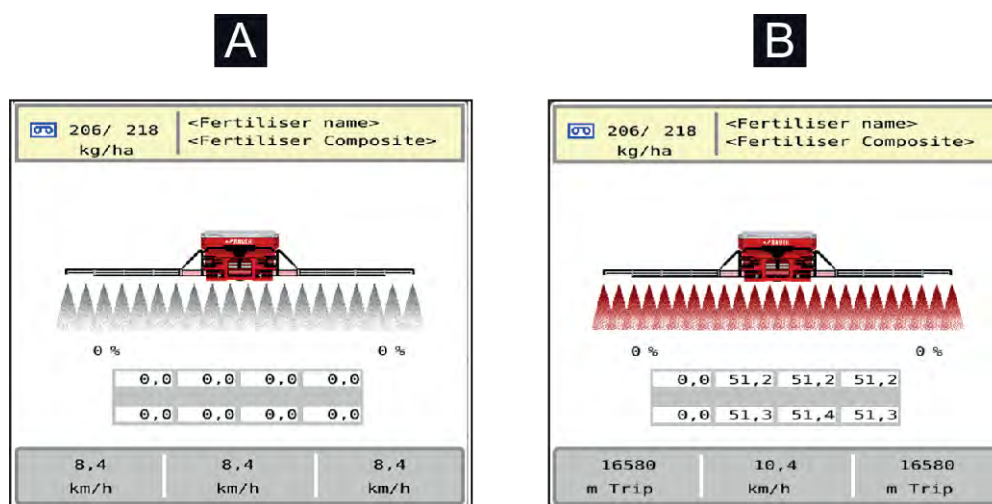 A
206/ 218
kg/ha
<Fertiliser name>
<Fertiliser Composite>
RAUCH
0 %
0 %
0,0 0,0 0,0 0,0
0,0 0,0 0,0 0,0
8,4
km/h
8,4
km/h
8,4
km/h
B
206/ 218
kg/ha
<Fertiliser name>
<Fertiliser Composite>
RAUCH
0 %
0 %
0,0 51,2 51,2 51,2
0,0 51,3 51,4 51,3
16580
m Trip
10,4
km/h
16580
m Trip